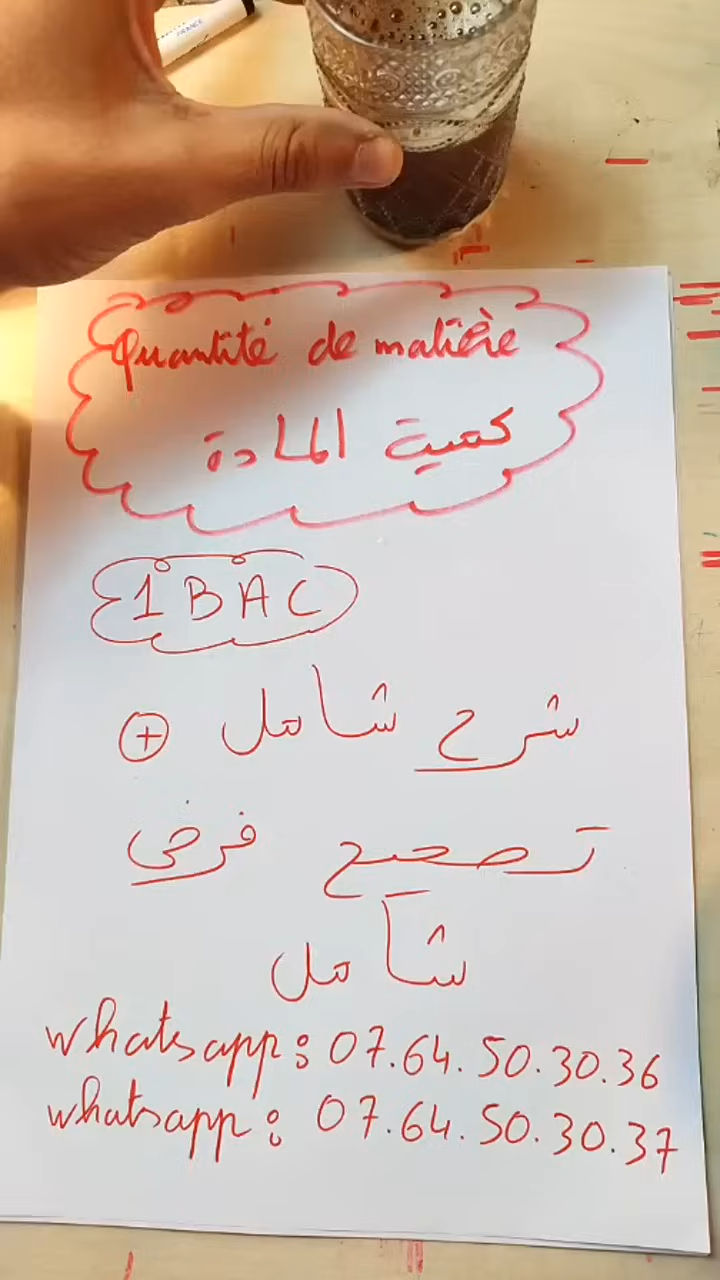 FRANCE
Quantité de matière
كمية المادة
1 BAC
شرح شامل +
تصحيح فرض
شامل
whatsapp: 07.64.50.30.36
whatsapp: 07.64.50.30.37